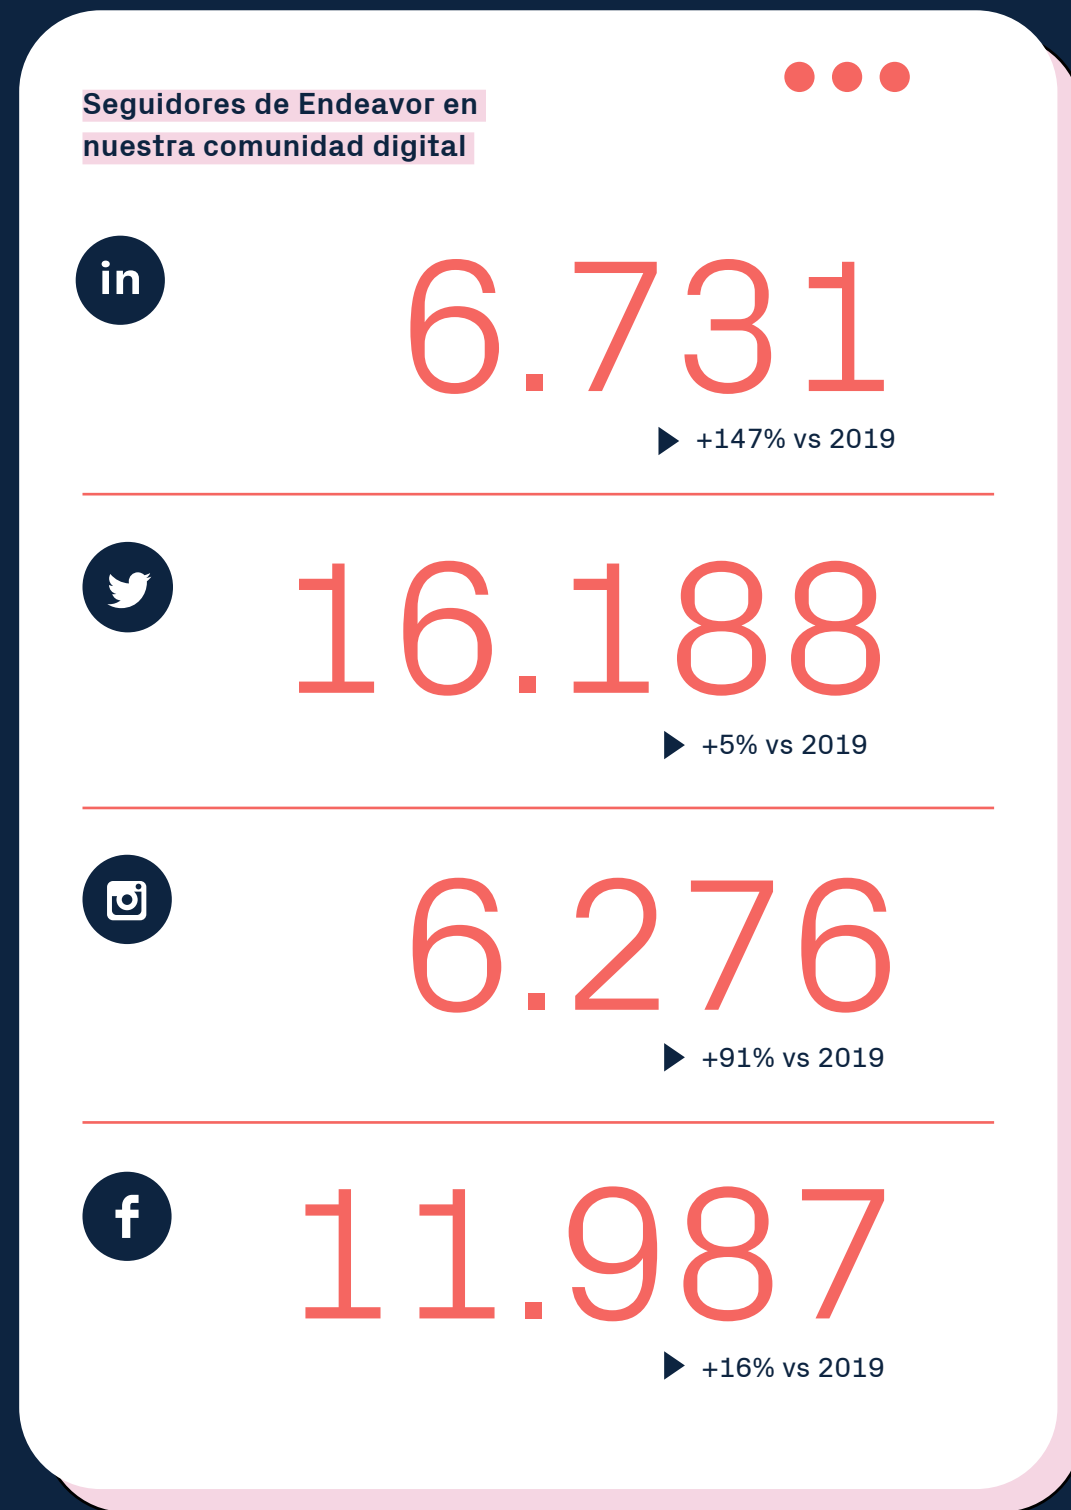 Seguidores de Endeavor en
nuestra comunidad digital
in
6.731
+147% vs 2019
16.188
+5% vs 2019
6.276
+91% vs 2019
f
11.987
+16% vs 2019